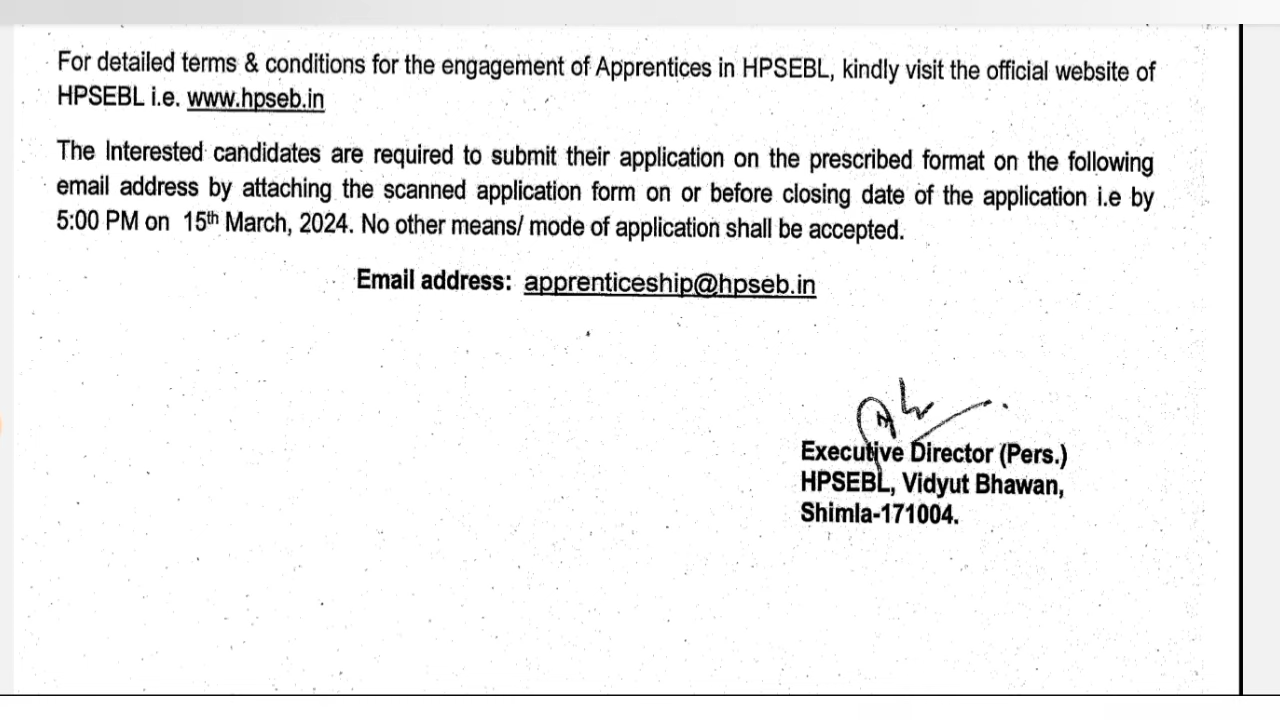 For detailed terms & conditions for the engagement of Apprentices in HPSEBL, kindly visit the official website of
HPSEBL i.e. www.hpseb.in
The Interested candidates are required to submit their application on the prescribed format on the following
email address by attaching the scanned application form on or before closing date of the application i.e by
5:00 PM on 15th March, 2024. No other means/ mode of application shall be accepted.
Email address: apprenticeship@hpseb.in
Executive Director (Pers.)
HPSEBL, Vidyut Bhawan,
Shimla-171004.